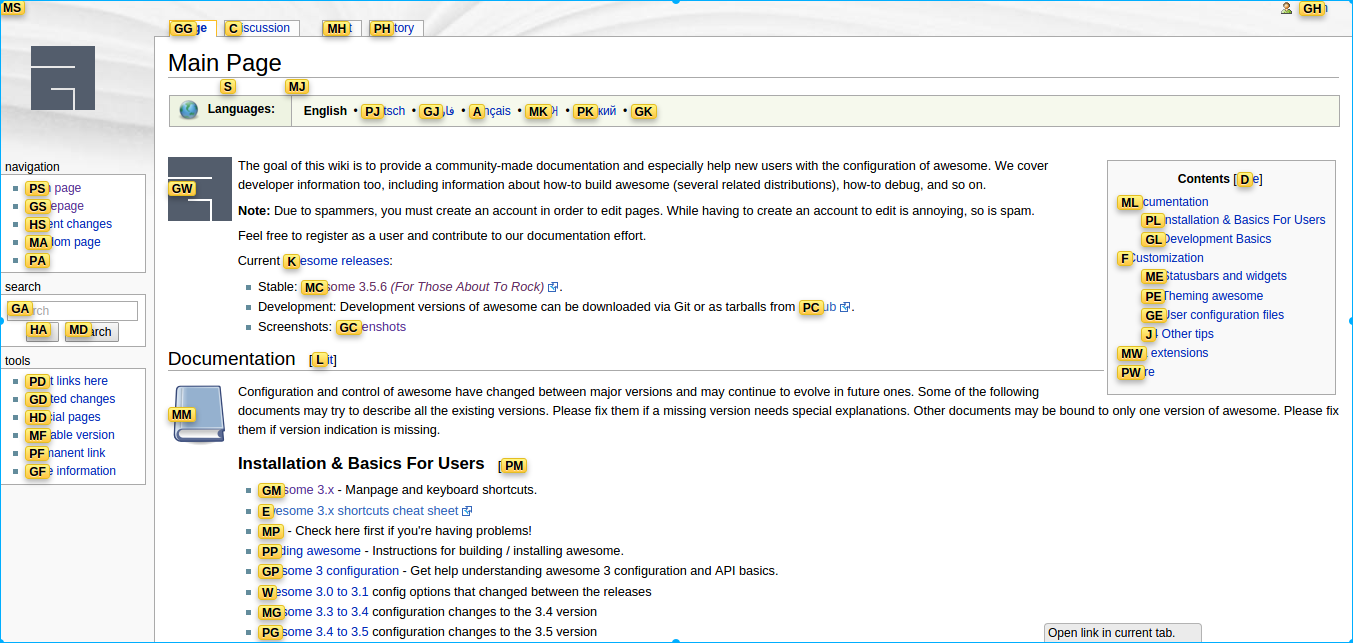 MS
GH
GG ge
C iscussion
MH t
PH tory
Main Page
S
MJ
Languages:
English • PJ tsch • GJ • A nçais • MK • PK кий • GK
navigation
PS page
GS epage
HS ent changes
MA lom page
PA
search
GA rch
HA
MD arch
tools
PD t links here
GD ted changes
HD cial pages
MF able version
PF manent link
GF e information
GW
The goal of this wiki is to provide a community-made documentation and especially help new users with the configuration of awesome. We cover
developer information too, including information about how-to build awesome (several related distributions), how-to debug, and so on.
Note: Due to spammers, you must create an account in order to edit pages. While having to create an account to edit is annoying, so is spam.
Feel free to register as a user and contribute to our documentation effort.
Current K esome releases:
Stable: MC some 3.5.6 (For Those About To Rock) .
Development: Development versions of awesome can be downloaded via Git or as tarballs from PC ub .
Screenshots: GC enshots
Contents [D e]
ML cumentation
PL nstallation & Basics For Users
GL Development Basics
F Customization
ME Statusbars and widgets
PE Theming awesome
GE User configuration files
J 4 Other tips
MW extensions
PW re
Documentation [L it]
MM
Configuration and control of awesome have changed between major versions and may continue to evolve in future ones. Some of the following
documents may try to describe all the existing versions. Please fix them if a missing version needs special explanations. Other documents may be bound to only one version of awesome. Please fix
them if version indication is missing.
Installation & Basics For Users [PM
GM some 3.x - Manpage and keyboard shortcuts.
E wesome 3.x shortcuts cheat sheet
MP - Check here first if you're having problems!
PP ding awesome - Instructions for building / installing awesome.
GP some 3 configuration - Get help understanding awesome 3 configuration and API basics.
W esome 3.0 to 3.1 config options that changed between the releases
MG some 3.3 to 3.4 configuration changes to the 3.4 version
PG some 3.4 to 3.5 configuration changes to the 3.5 version
Open link in current tab.